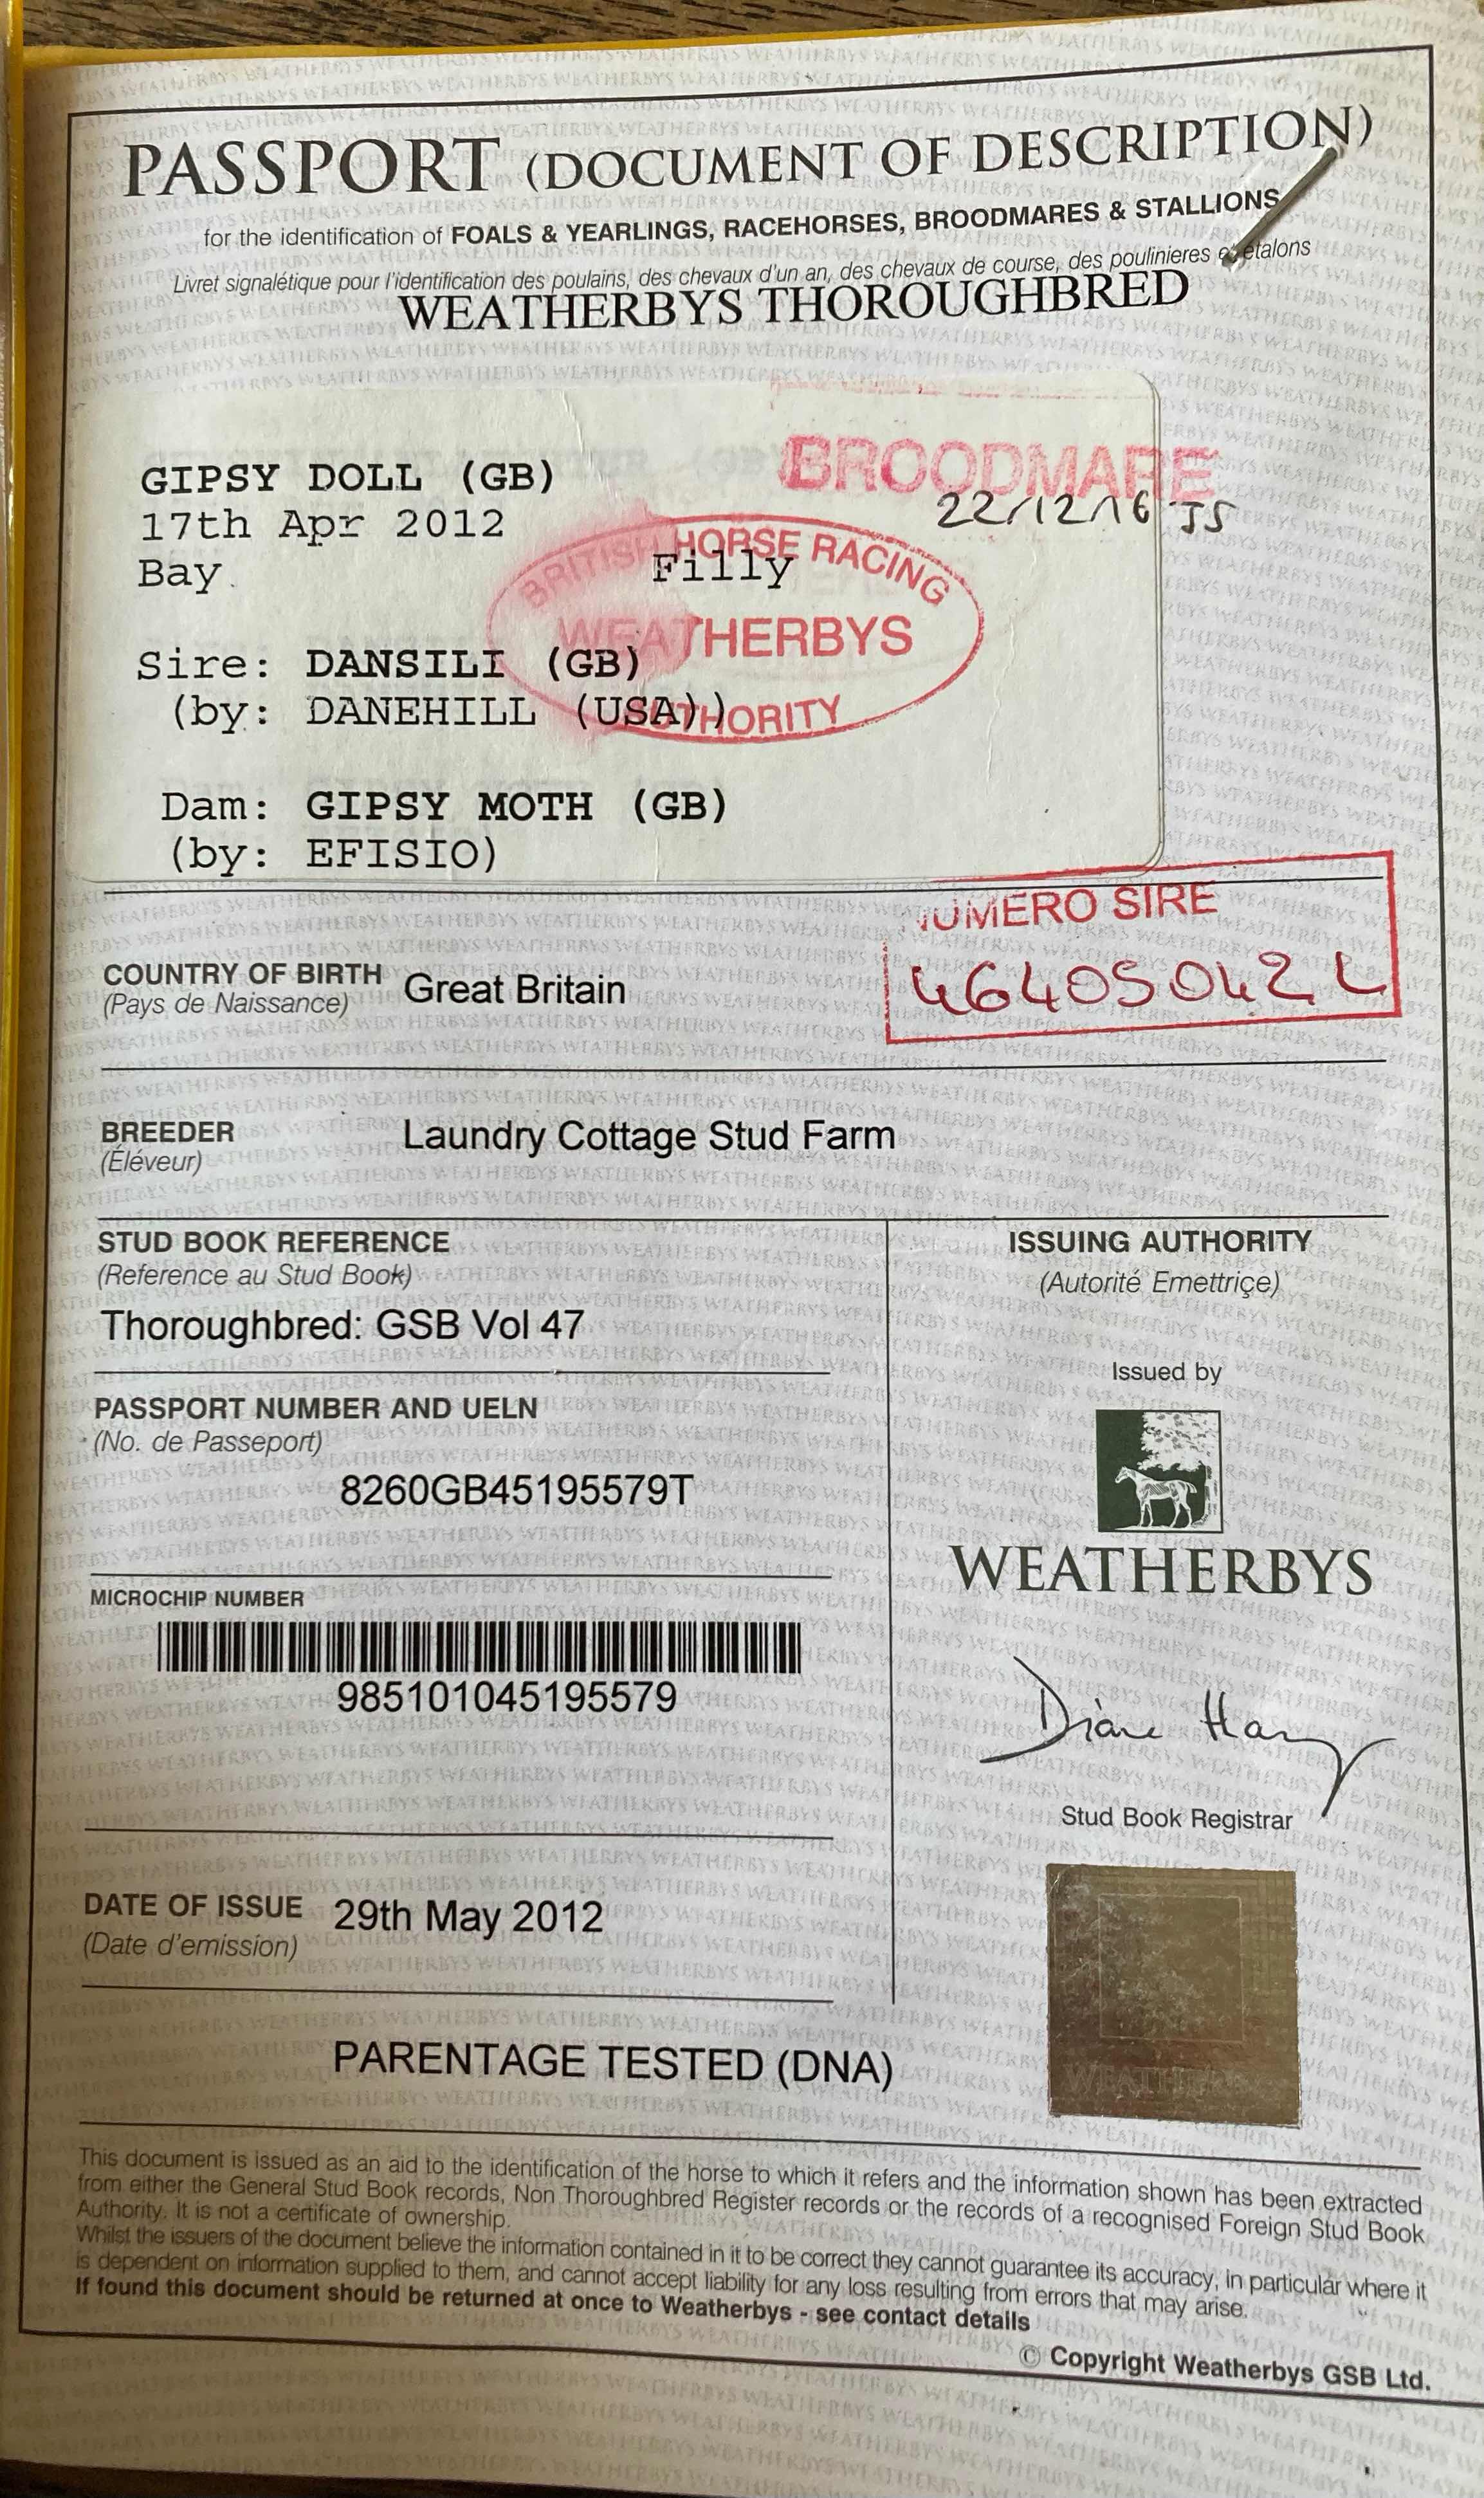 PASSPORT (DOCUMENT OF DESCRIPTION)
for the identification of FOALS & YEARLINGS, RACEHORSES, BROODMARES & STALLIONS
Livret signalétique pour l'identification des poulains, des chevaux d'un an, des chevaux de course, des poulinieres et étalons
WEATHERBYS THOROUGHBRED
BROODMARE
22/12/16 JS
GIPSY DOLL (GB)
17th Apr 2012
Bay
Filly
BRITISH HORSE RACING
WEATHERBYS
AUTHORITY
Sire: DANSILI (GB)
(by: DANEHILL (USA))
Dam: GIPSY MOTH (GB)
(by: EFISIO)
NUMERO SIRE
46405042L
COUNTRY OF BIRTH
(Pays de Naissance)
Great Britain
BREEDER
(Éléveur)
Laundry Cottage Stud Farm
STUD BOOK REFERENCE
(Reference au Stud Book)
Thoroughbred: GSB Vol 47
PASSPORT NUMBER AND UELN
(No. de Passeport)
8260GB45195579T
MICROCHIP NUMBER
985101045195579
DATE OF ISSUE
(Date d'emission)
29th May 2012
PARENTAGE TESTED (DNA)
ISSUING AUTHORITY
(Autorité Emettriçe)
Issued by
WEATHERBYS
Diane Harvy
Stud Book Registrar
WEATHERBYS
This document is issued as an aid to the identification of the horse to which it refers and the information shown has been extracted
from either the General Stud Book records, Non Thoroughbred Register records or the records of a recognised Foreign Stud Book
Authority. It is not a certificate of ownership.
Whilst the issuers of the document believe the information contained in it to be correct they cannot guarantee its accuracy, in particular where it
is dependent on information supplied to them, and cannot accept liability for any loss resulting from errors that may arise.
If found this document should be returned at once to Weatherbys - see contact details
© Copyright Weatherbys GSB Ltd.